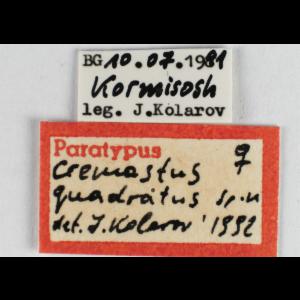 BG 10.07.1981
Kormisosh
leg. J.Kolarov
Paratypus ♀
Cremastus
quadratus sp.n
det. J. Kolarov '1992